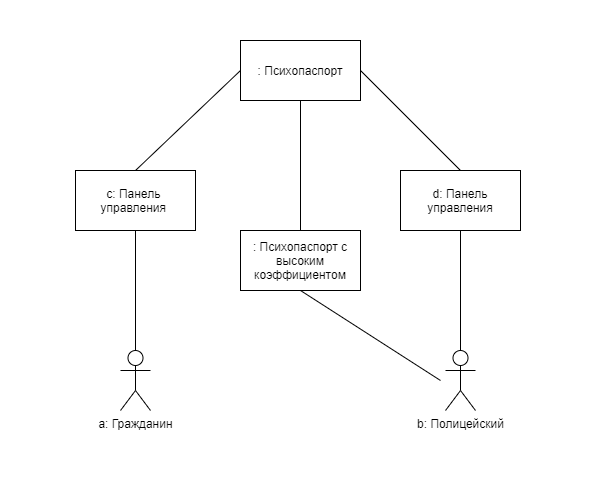 : Психопаспорт
c: Панель
управления
d: Панель
управления
: Психопаспорт с
высоким
коэффициентом
a: Гражданин
b: Полицейский